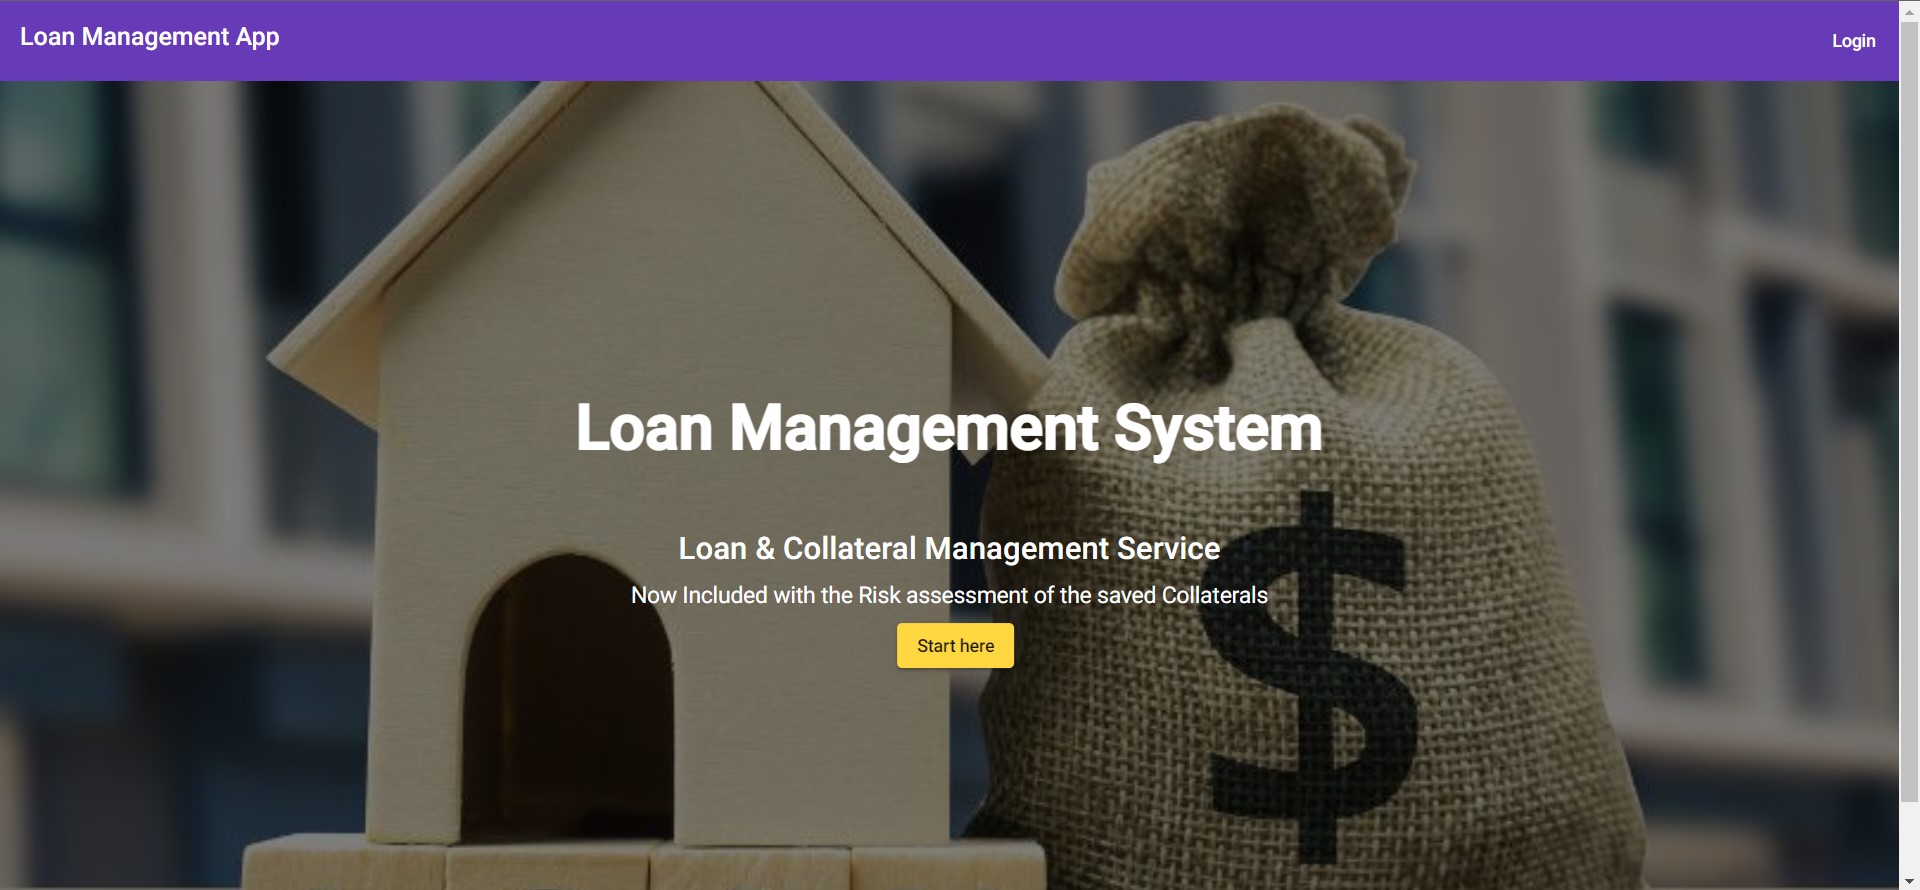 Loan Management App
Login
Loan Management System
Loan & Collateral Management Service
Now Included with the Risk assessment of the saved Collaterals
Start here
$